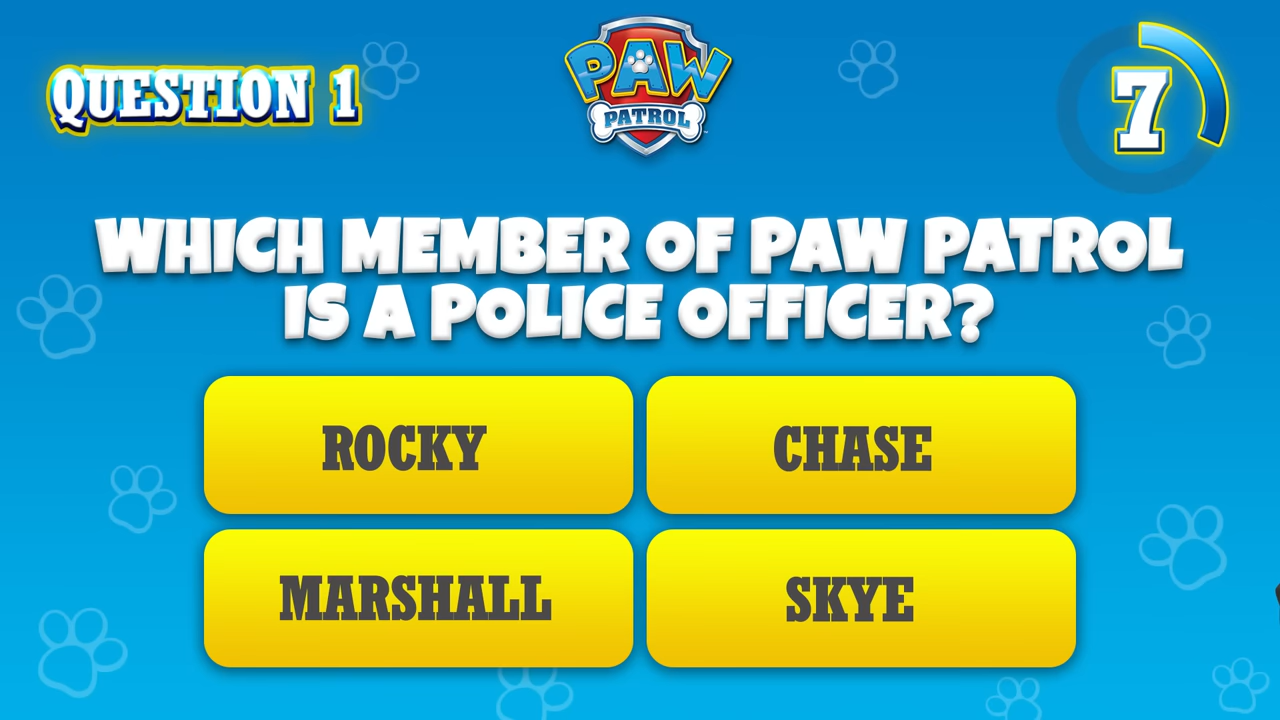 QUESTION 1
PAW
PATROL
7
WHICH MEMBER OF PAW PATROL
IS A POLICE OFFICER?
ROCKY
CHASE
MARSHALL
SKYE